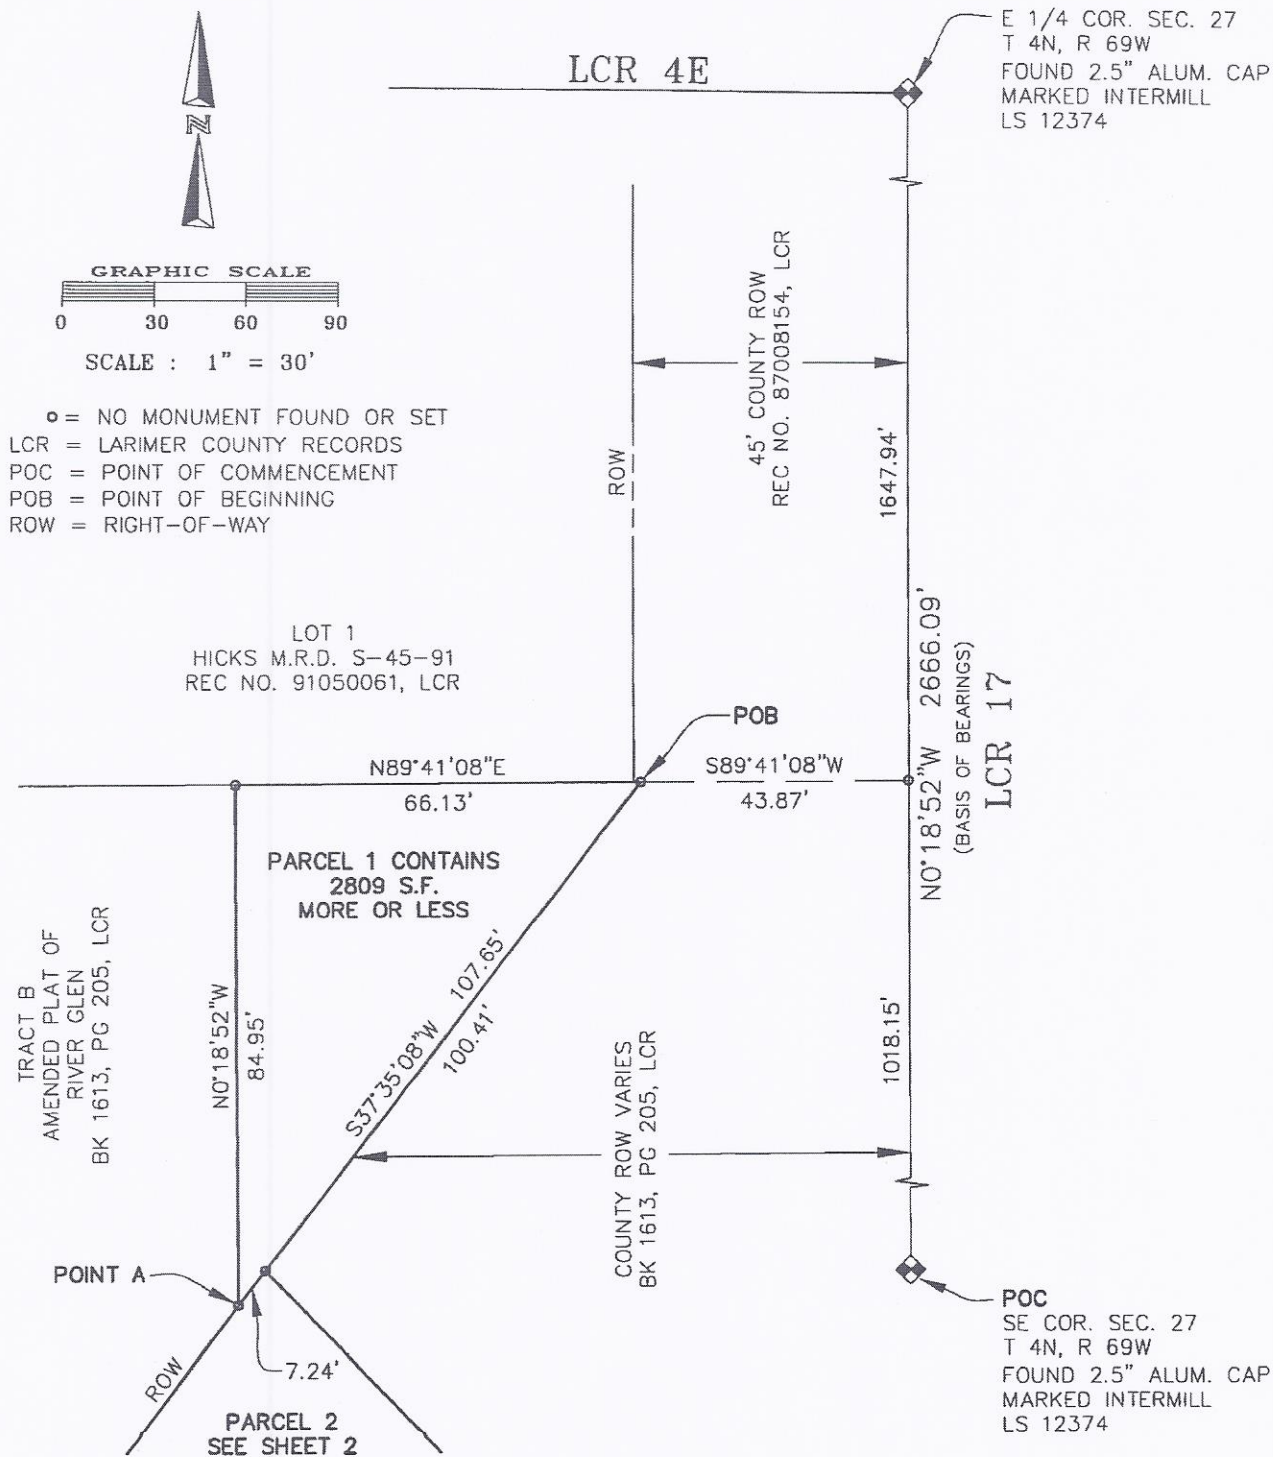 E 1/4 COR. SEC. 27
T 4N, R 69W
FOUND 2.5" ALUM. CAP
MARKED INTERMILL
LS 12374
LCR 4E
N
GRAPHIC SCALE
0 30 60 90
SCALE : 1" = 30'
o = NO MONUMENT FOUND OR SET
LCR = LARIMER COUNTY RECORDS
POC = POINT OF COMMENCEMENT
POB = POINT OF BEGINNING
ROW = RIGHT-OF-WAY
45' COUNTY ROW
REC NO. 87008154, LCR
ROW
1647.94'
LOT 1
HICKS M.R.D. S-45-91
REC NO. 91050061, LCR
N0°18'52"W 2666.09'
(BASIS OF BEARINGS)
LCR 17
POB
N89°41'08"E
66.13'
S89°41'08"W
43.87'
PARCEL 1 CONTAINS
2809 S.F.
MORE OR LESS
TRACT B
AMENDED PLAT OF
RIVER GLEN
BK 1613, PG 205, LCR
N0°18'52"W
84.95'
S37°35'08"W 107.65'
100.41'
COUNTY ROW VARIES
BK 1613, PG 205, LCR
1018.15'
POINT A
7.24'
ROW
PARCEL 2
SEE SHEET 2
POC
SE COR. SEC. 27
T 4N, R 69W
FOUND 2.5" ALUM. CAP
MARKED INTERMILL
LS 12374